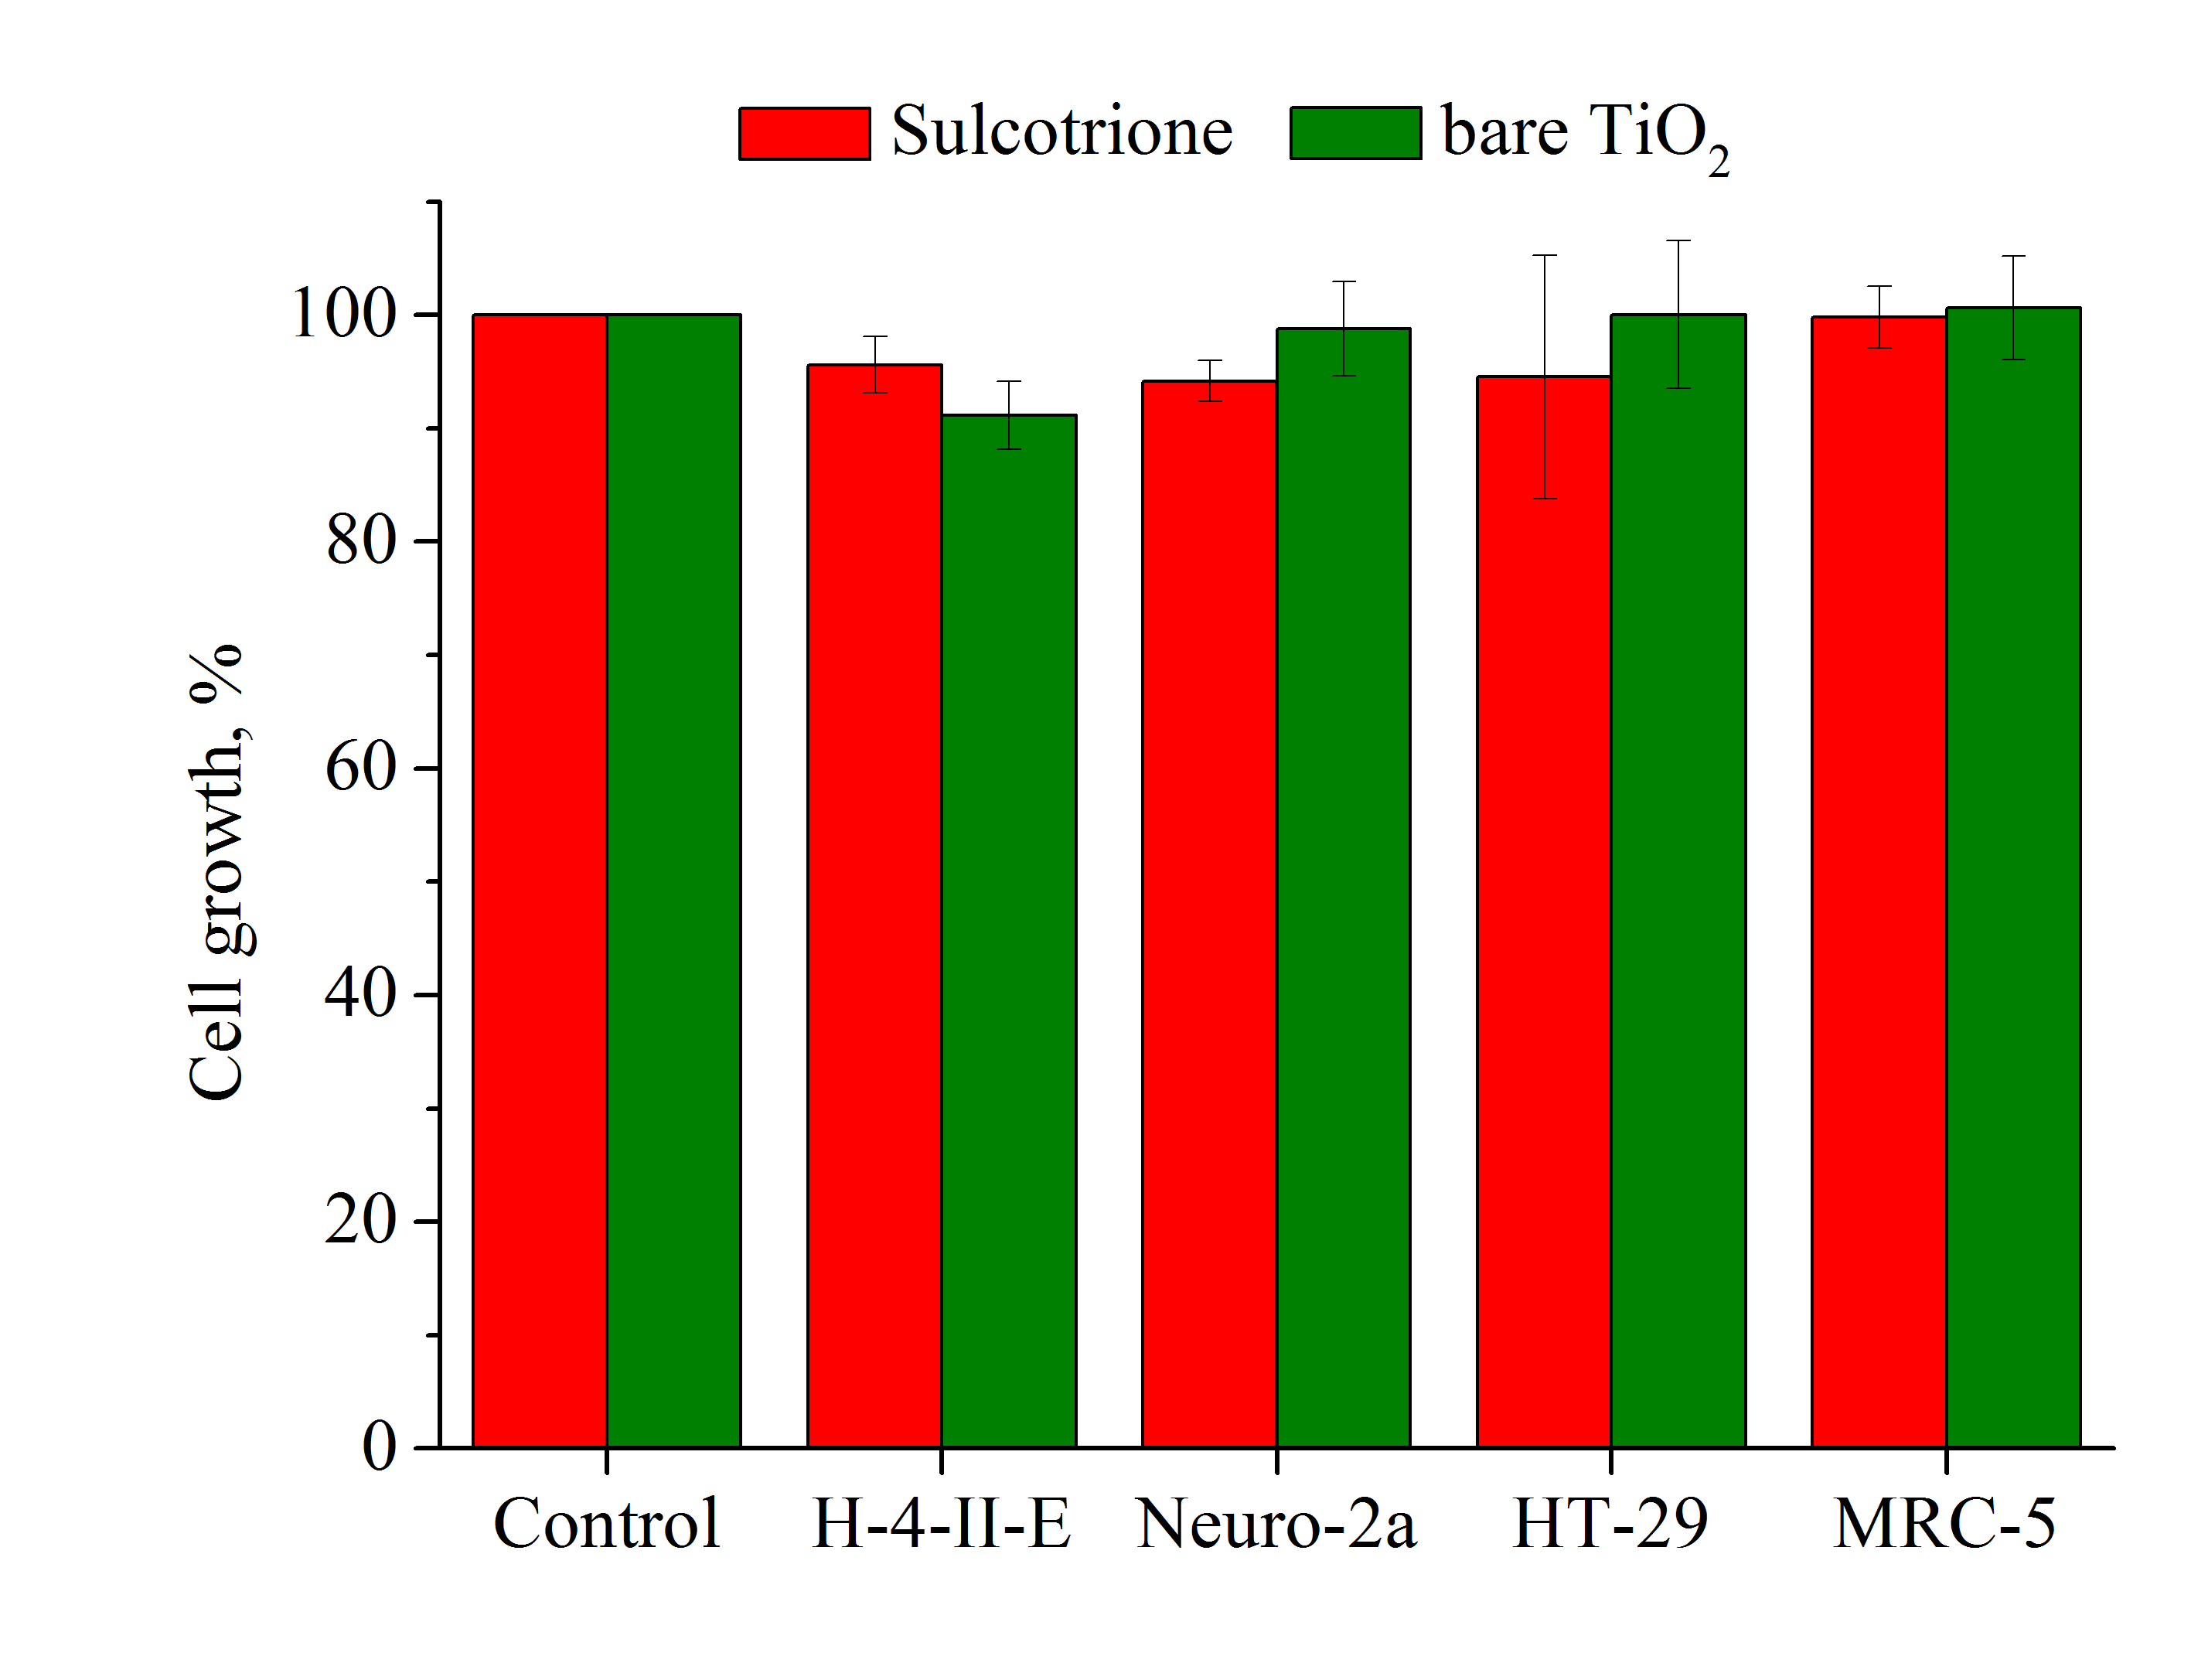 Sulcotrione bare TiO₂
Cell growth, %
100
80
60
40
20
0
Control H-4-II-E Neuro-2a HT-29 MRC-5